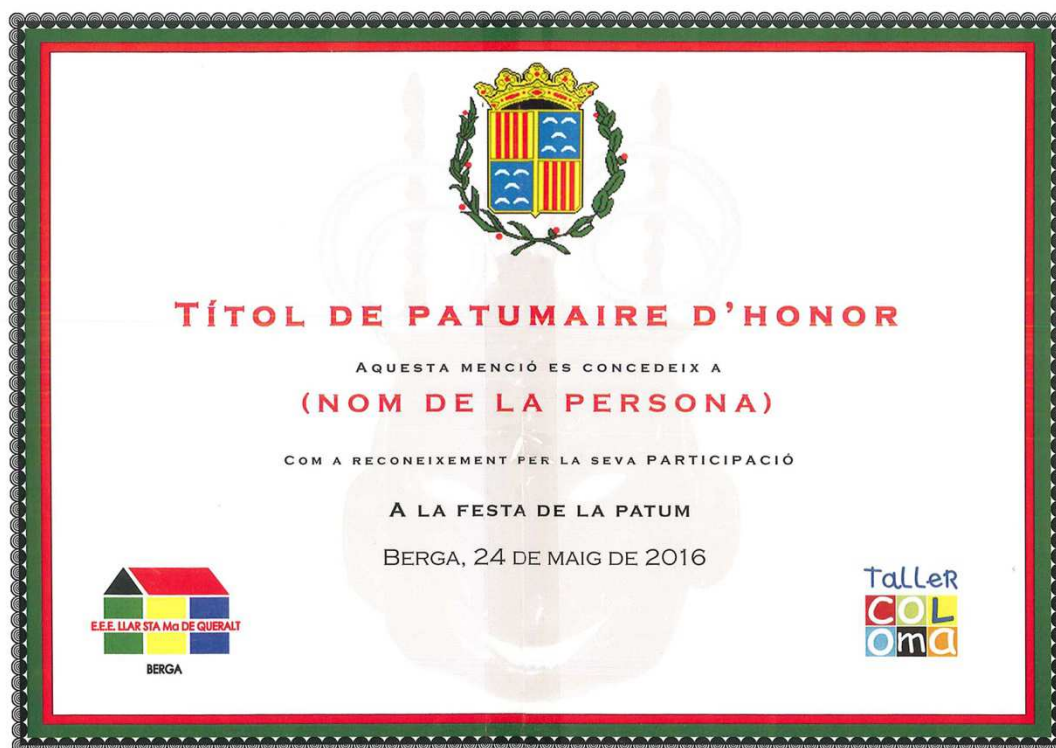 TÍTOL DE PATUMAIRE D'HONOR
AQUESTA MENCIÓ ES CONCEDEIX A
(NOM DE LA PERSONA)
COM A RECONEIXEMENT PER LA SEVA PARTICIPACIÓ
A LA FESTA DE LA PATUM
BERGA, 24 DE MAIG DE 2016
E.E.E. LLAR STA Ma DE QUERALT
BERGA
TalleR
COL
oma